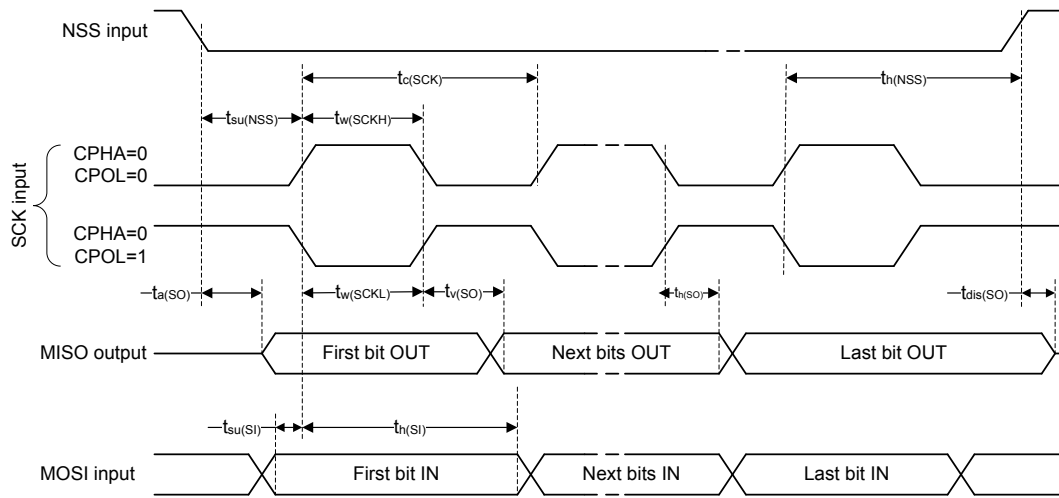 NSS input
tc(SCK)
th(NSS)
tsu(NSS)
tw(SCKH)
SCK input
CPHA=0
CPOL=0
CPHA=0
CPOL=1
ta(SO)
tw(SCKL)
tv(SO)
th(SO)
tdis(SO)
MISO output
First bit OUT
Next bits OUT
Last bit OUT
tsu(SI)
th(SI)
MOSI input
First bit IN
Next bits IN
Last bit IN